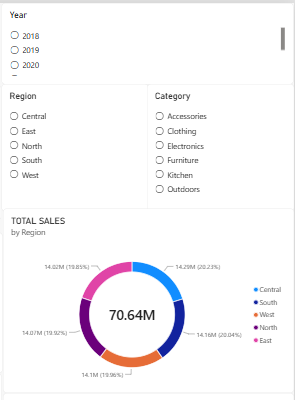 Year
2018
2019
2020
Region
Central
East
North
South
West
Category
Accessories
Clothing
Electronics
Furniture
Kitchen
Outdoors
TOTAL SALES
by Region
14.02M (19.85%)
14.29M (20.23%)
70.64M
14.07M (19.92%)
14.16M (20.04%)
14.1M (19.96%)
Central
South
West
North
East